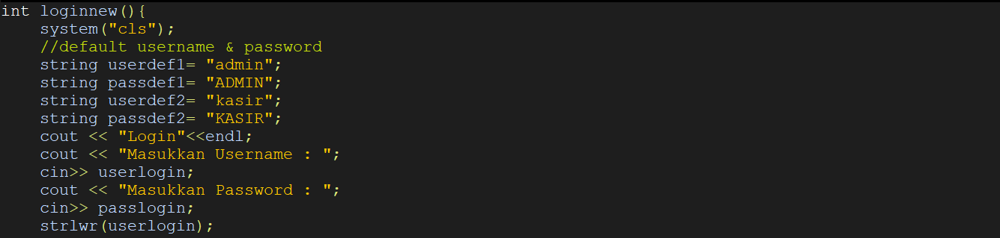 int loginnew(){
    system("cls");
    //default username & password
    string userdef1= "admin";
    string passdef1= "ADMIN";
    string userdef2= "kasir";
    string passdef2= "KASIR";
    cout << "Login"<<endl;
    cout << "Masukkan Username : ";
    cin>> userlogin;
    cout << "Masukkan Password : ";
    cin>> passlogin;
    strlwr(userlogin);